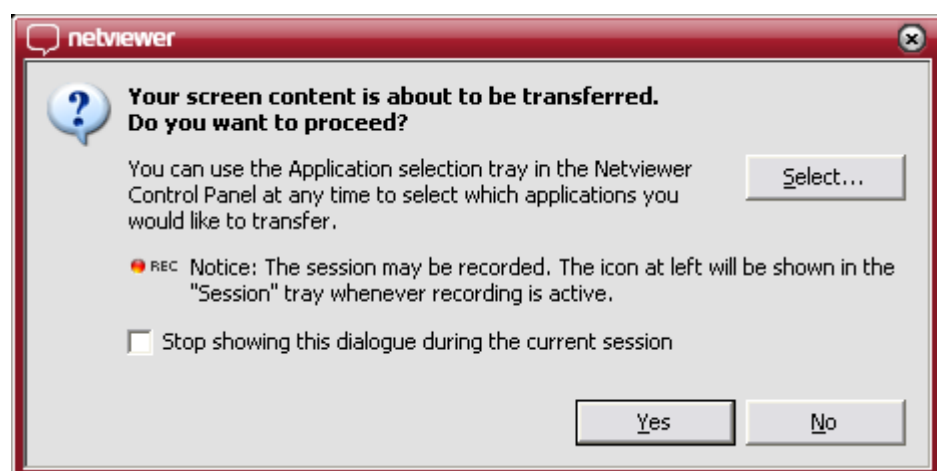 netviewer
Your screen content is about to be transferred.
Do you want to proceed?
You can use the Application selection tray in the Netviewer
Control Panel at any time to select which applications you
would like to transfer.
Select...
REC Notice: The session may be recorded. The icon at left will be shown in the
"Session" tray whenever recording is active.
Stop showing this dialogue during the current session
Yes No